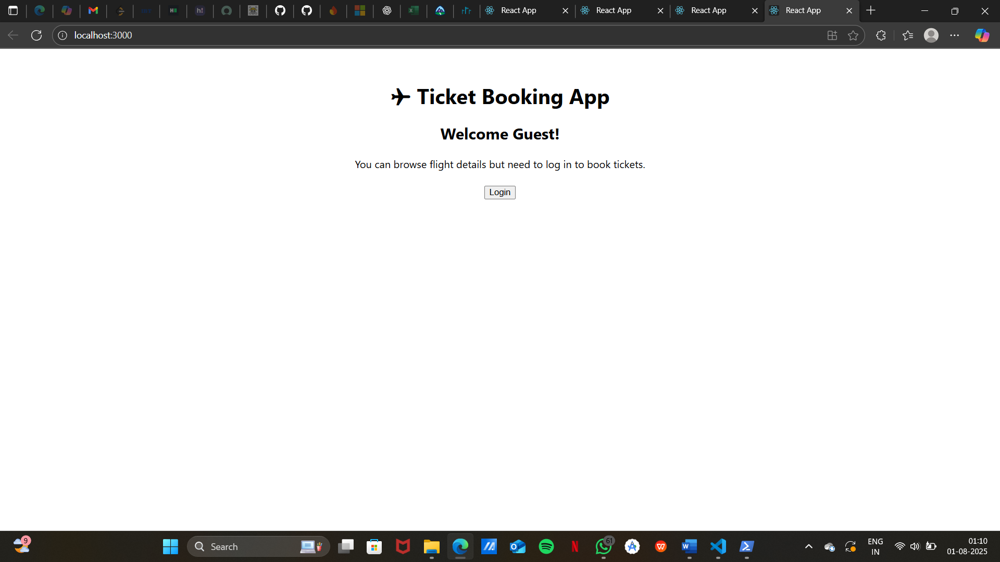 React App
React App
React App
React App
localhost:3000
✈ Ticket Booking App
Welcome Guest!
You can browse flight details but need to log in to book tickets.
Login
9
Search
61
ENG
IN
01:10
01-08-2025